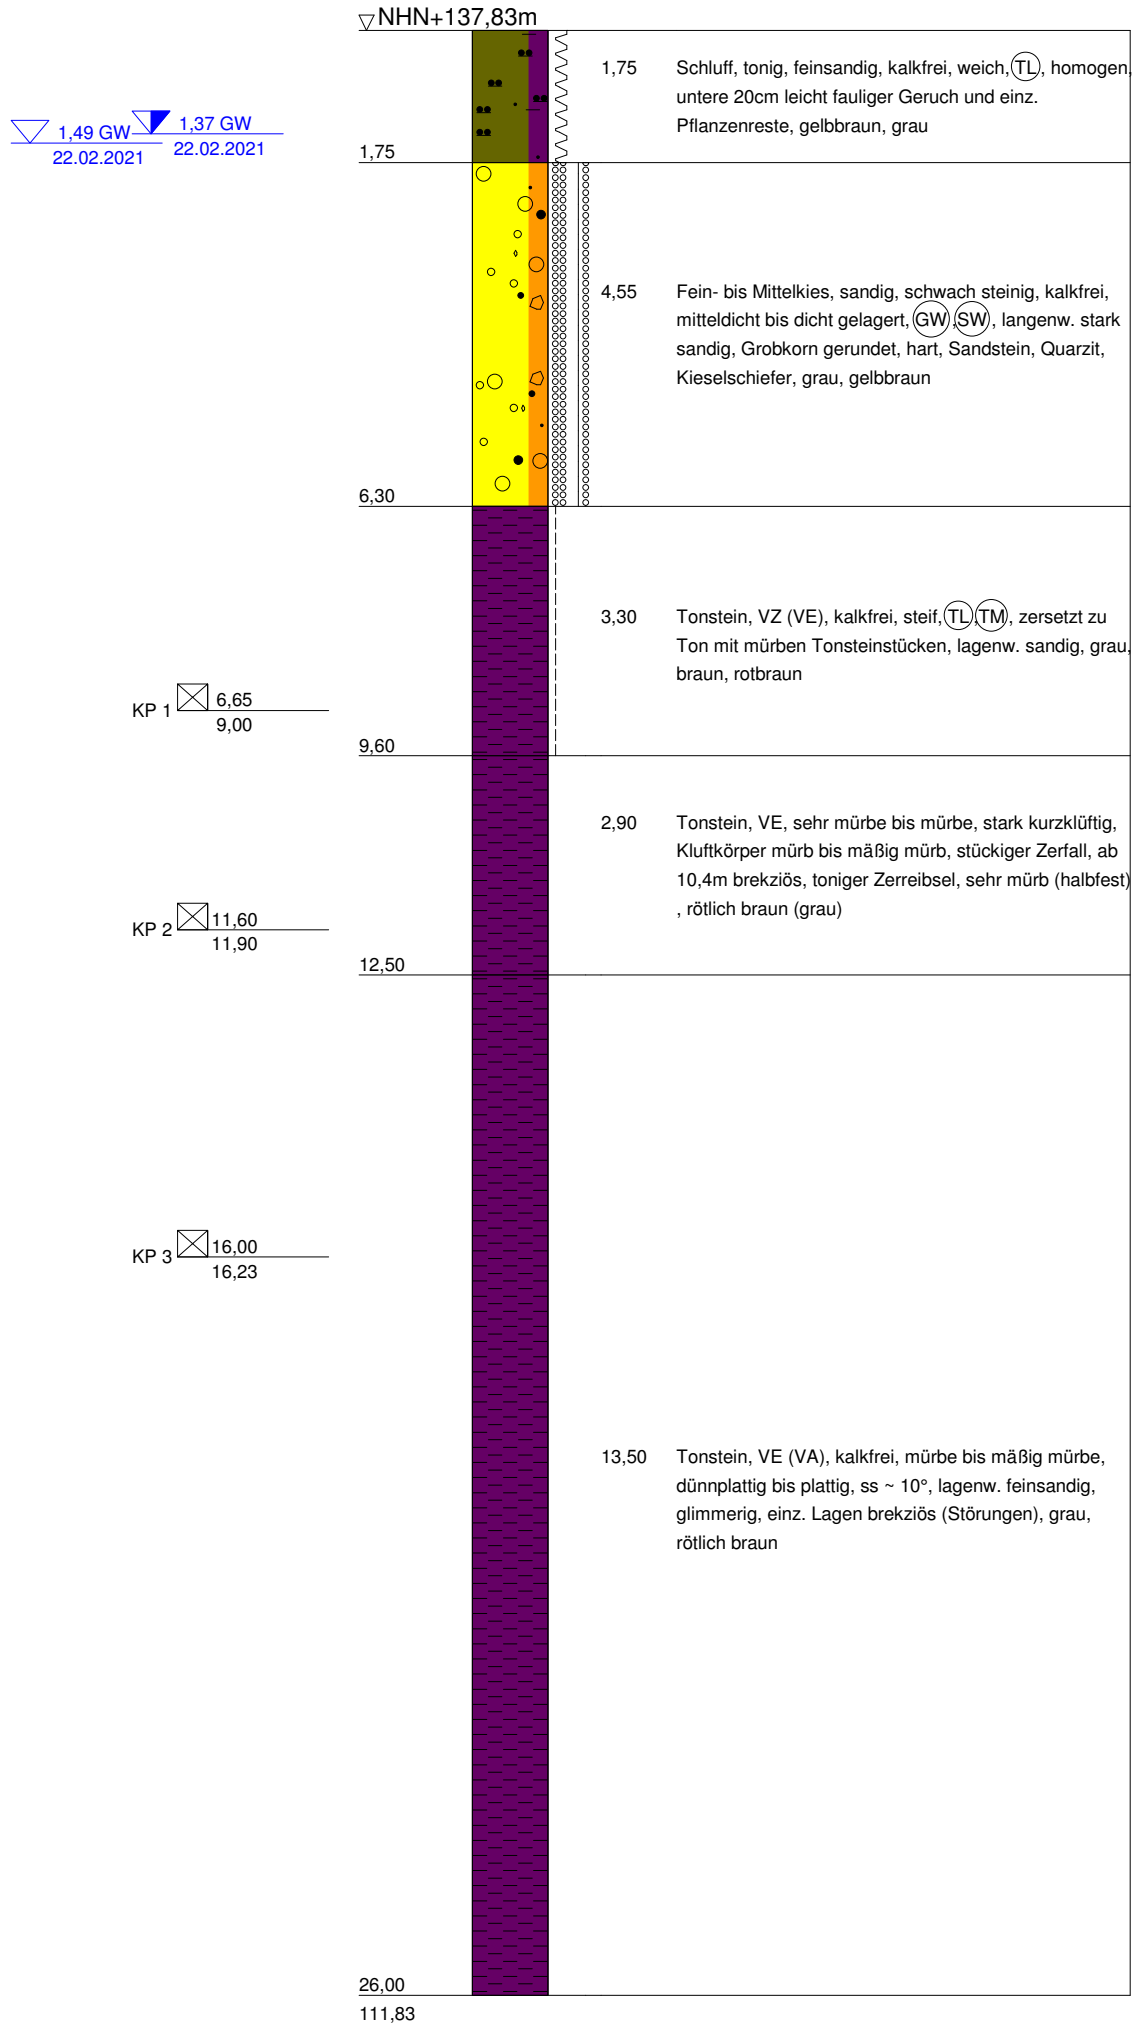 NHN+137,83m
1,49 GW
22.02.2021
1,37 GW
22.02.2021
1,75
1,75 Schluff, tonig, feinsandig, kalkfrei, weich, TL, homogen,
untere 20cm leicht fauliger Geruch und einz.
Pflanzenreste, gelbbraun, grau
6,30
4,55 Fein- bis Mittelkies, sandig, schwach steinig, kalkfrei,
mitteldicht bis dicht gelagert, GW, SW, langenw. stark
sandig, Grobkorn gerundet, hart, Sandstein, Quarzit,
Kieselschiefer, grau, gelbbraun
9,60
3,30 Tonstein, VZ (VE), kalkfrei, steif, TL, TM, zersetzt zu
Ton mit mürben Tonsteinstücken, lagenw. sandig, grau,
braun, rotbraun
KP 1 6,65
9,00
12,50
2,90 Tonstein, VE, sehr mürbe bis mürbe, stark kurzklüftig,
Kluftkörper mürb bis mäßig mürb, stückiger Zerfall, ab
10,4m brekziös, toniger Zerreibsel, sehr mürb (halbfest)
, rötlich braun (grau)
KP 2 11,60
11,90
KP 3 16,00
16,23
13,50 Tonstein, VE (VA), kalkfrei, mürbe bis mäßig mürbe,
dünnplattig bis plattig, ss ~ 10°, lagenw. feinsandig,
glimmerig, einz. Lagen brekziös (Störungen), grau,
rötlich braun
26,00
111,83